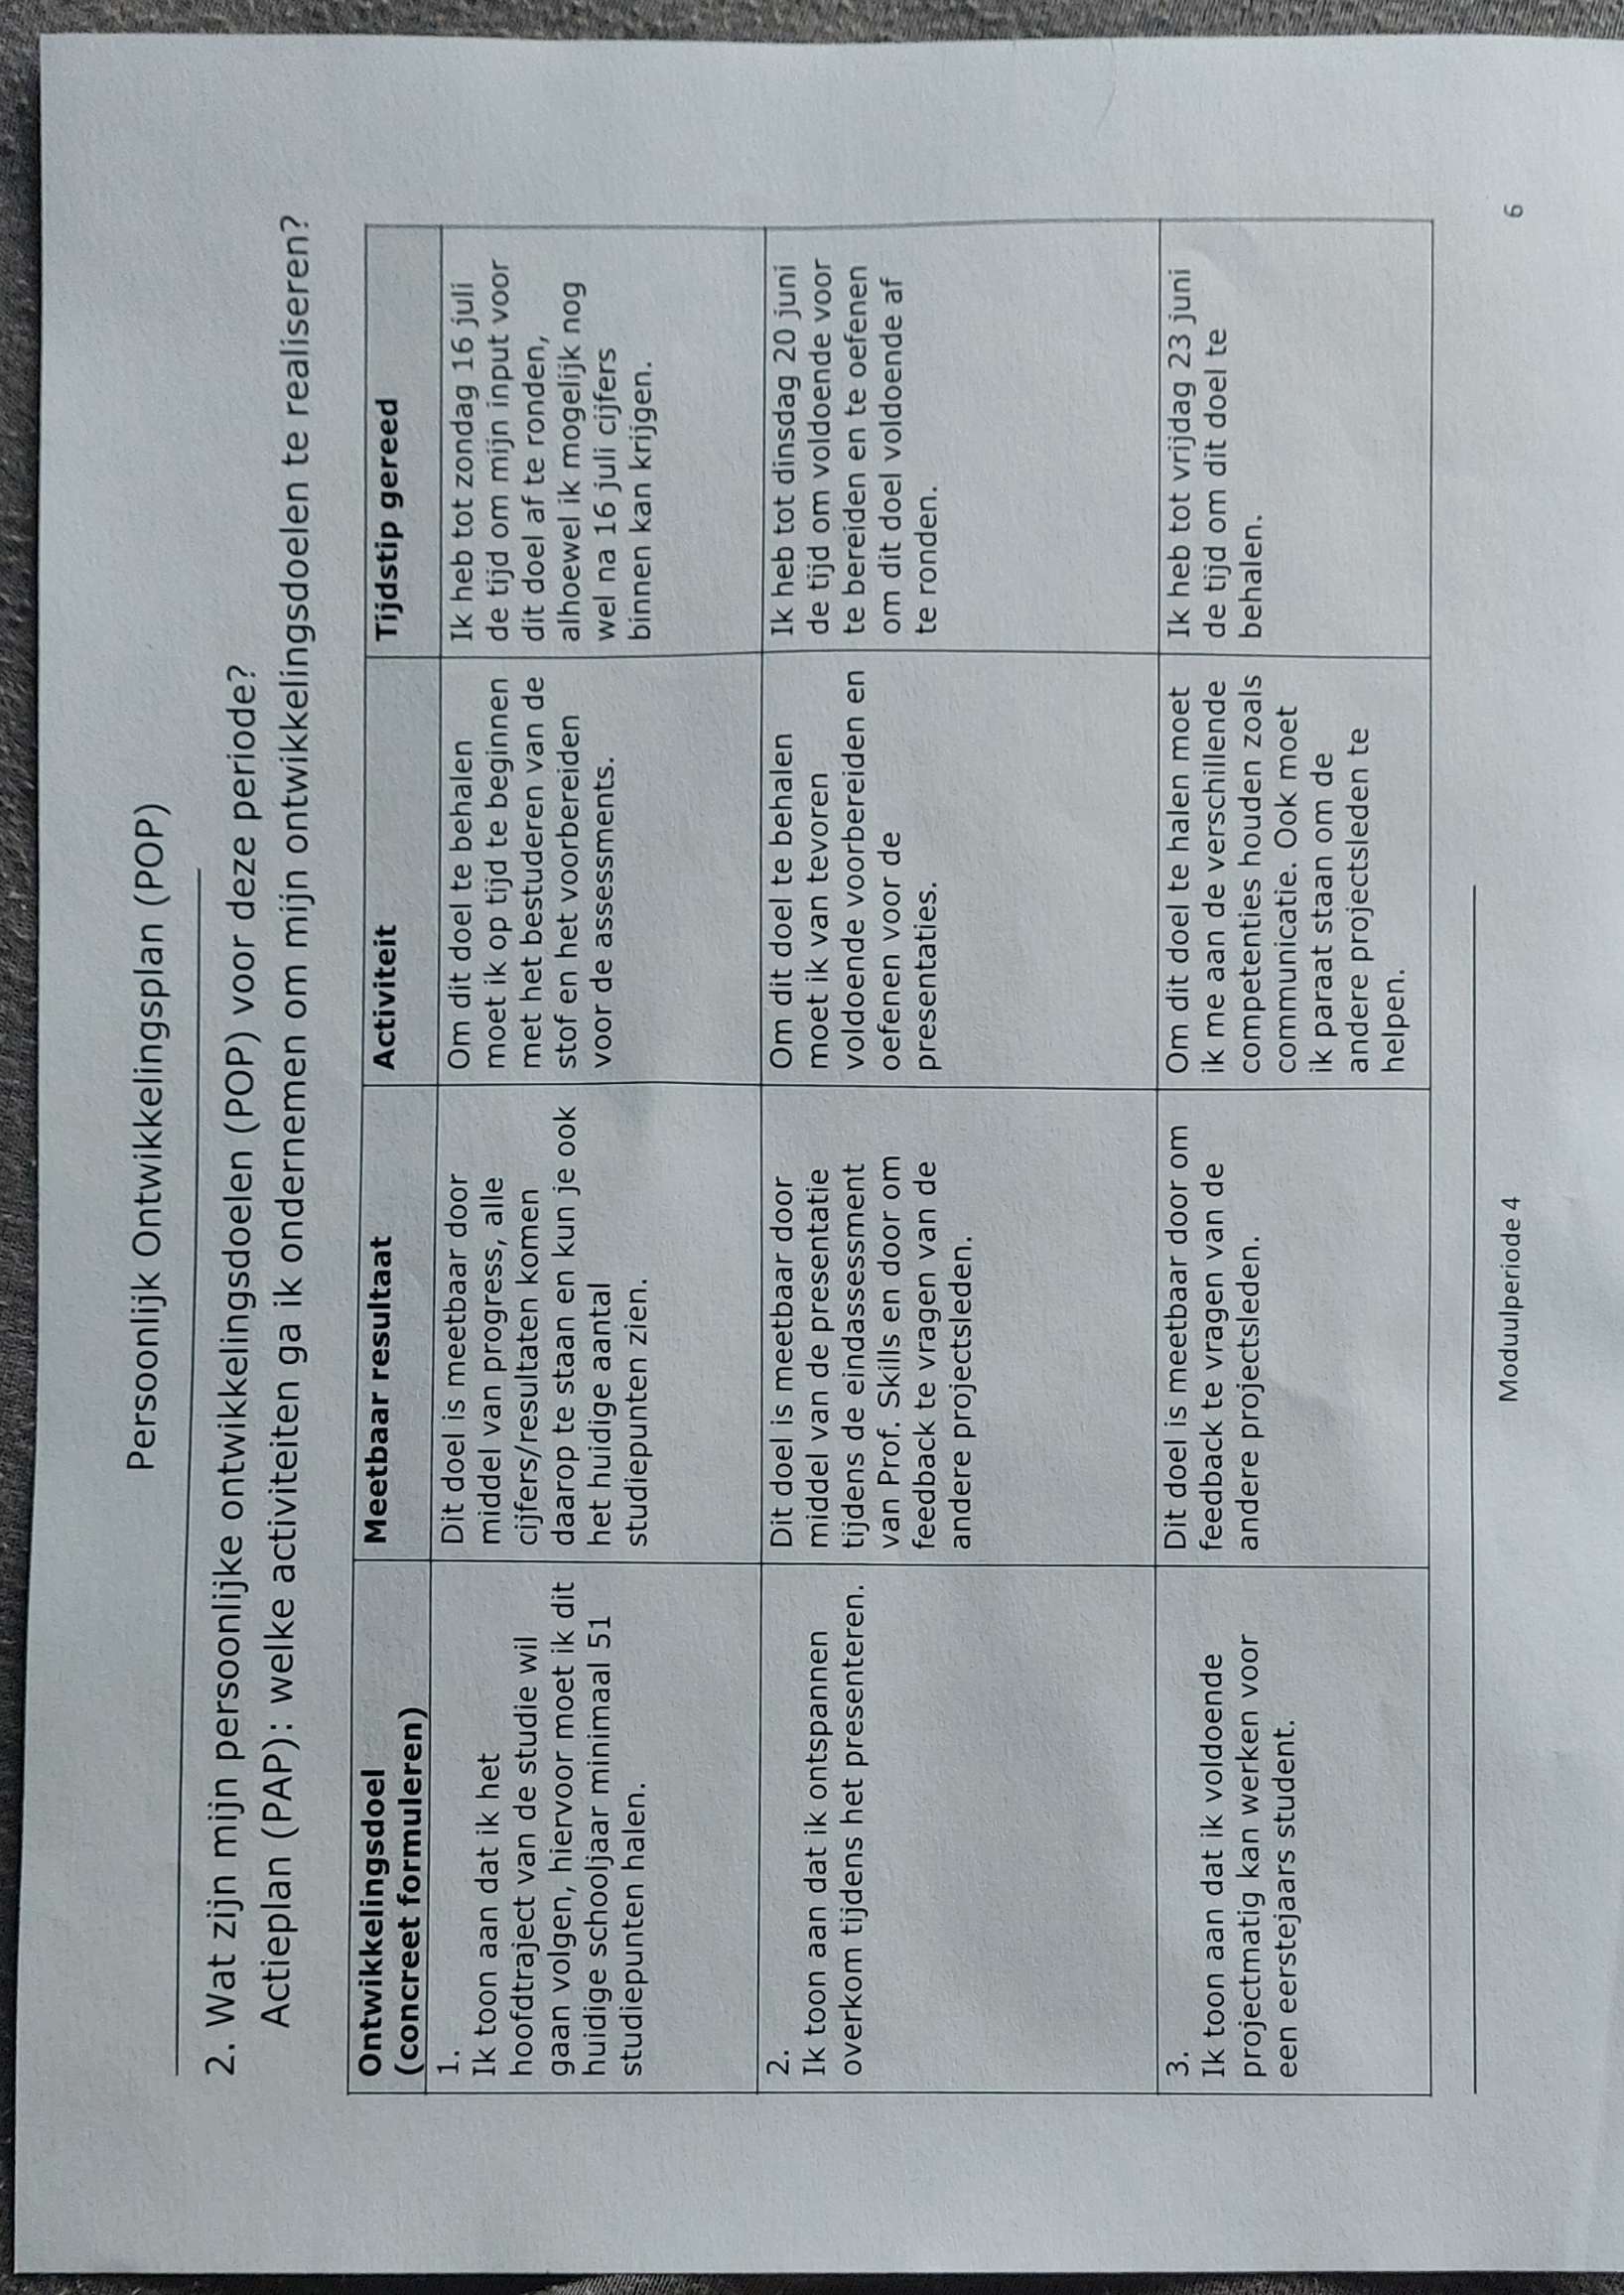 Persoonlijk Ontwikkelingsplan (POP)
2. Wat zijn mijn persoonlijke ontwikkelingsdoelen (POP) voor deze periode?
Actieplan (PAP): welke activiteiten ga ik ondernemen om mijn ontwikkelingsdoelen te realiseren?
Ontwikkelingsdoel
(concreet formuleren)
Meetbaar resultaat
Activiteit
Tijdstip gereed
1.
Ik toon aan dat ik het
hoofdtraject van de studie wil
gaan volgen, hiervoor moet ik dit
huidige schooljaar minimaal 51
studiepunten halen.
Dit doel is meetbaar door
middel van progress, alle
cijfers/resultaten komen
daarop te staan en kun je ook
het huidige aantal
studiepunten zien.
Om dit doel te behalen
moet ik op tijd te beginnen
met het bestuderen van de
stof en het voorbereiden
voor de assessments.
Ik heb tot zondag 16 juli
de tijd om mijn input voor
dit doel af te ronden,
alhoewel ik mogelijk nog
wel na 16 juli cijfers
binnen kan krijgen.
2.
Ik toon aan dat ik ontspannen
overkom tijdens het presenteren.
Dit doel is meetbaar door
middel van de presentatie
tijdens de eindassessment
van Prof. Skills en door om
feedback te vragen van de
andere projectsleden.
Om dit doel te behalen
moet ik van tevoren
voldoende voorbereiden en
oefenen voor de
presentaties.
Ik heb tot dinsdag 20 juni
de tijd om voldoende voor
te bereiden en te oefenen
om dit doel voldoende af
te ronden.
3.
Ik toon aan dat ik voldoende
projectmatig kan werken voor
een eerstejaars student.
Dit doel is meetbaar door om
feedback te vragen van de
andere projectsleden.
Om dit doel te halen moet
ik me aan de verschillende
competenties houden zoals
communicatie. Ook moet
ik paraat staan om de
andere projectsleden te
helpen.
Ik heb tot vrijdag 23 juni
de tijd om dit doel te
behalen.
Moduulperiode 4
6